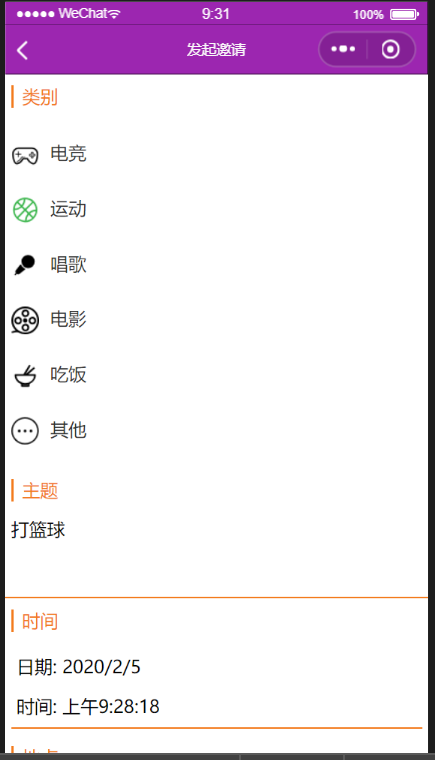 WeChat 9:31 100%
发起邀请
类别
电竞
运动
唱歌
电影
吃饭
其他
主题
打篮球
时间
日期: 2020/2/5
时间: 上午9:28:18